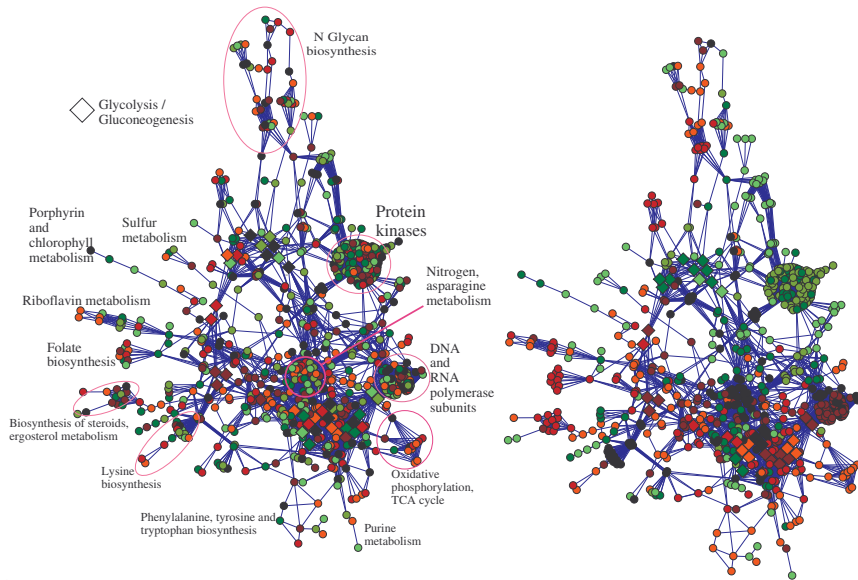 N Glycan
biosynthesis
Glycolysis /
Gluconeogenesis
Porphyrin
and
chlorophyll
metabolism
Sulfur
metabolism
Protein
kinases
Nitrogen,
asparagine
metabolism
Riboflavin metabolism
Folate
biosynthesis
DNA
and
RNA
polymerase
subunits
Biosynthesis of steroids,
ergosterol metabolism
Lysine
biosynthesis
Oxidative
phosphorylation,
TCA cycle
Phenylalanine, tyrosine and
tryptophan biosynthesis
Purine
metabolism